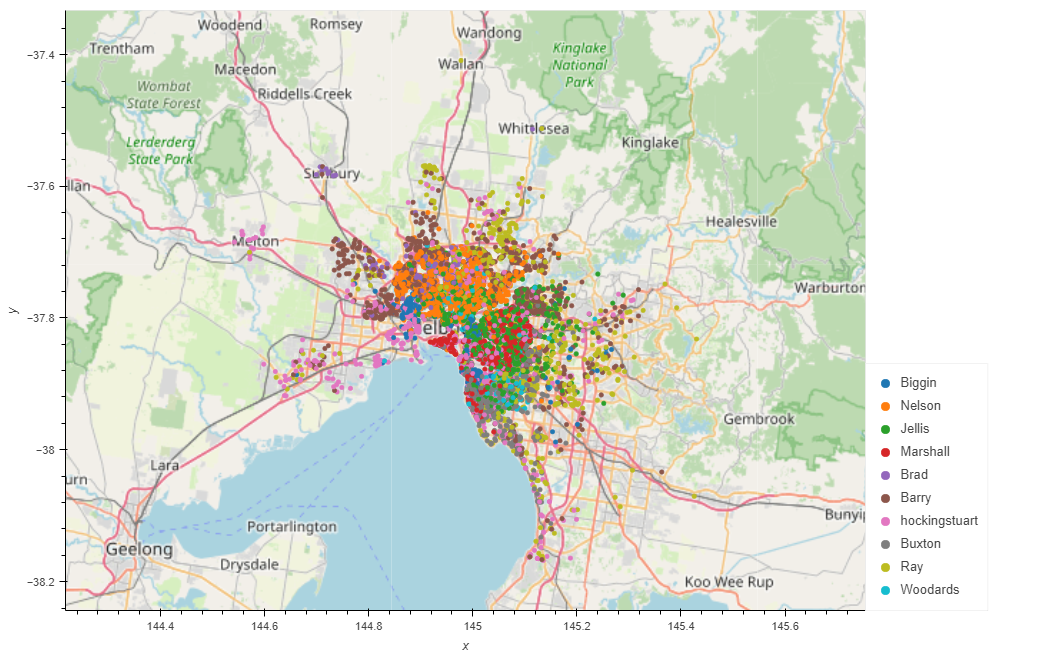 Woodend
Romsey
Wandong
Trentham
Kinglake
National
Park
Wallan
Macedon
Wombat
State Forest
Riddells Creek
Whittlesea
Kinglake
Lerderderg
State Park
Sunbury
llan
Healesville
Melton
Warburton
elb
Gembrook
Lara
urn
Portarlington
Bunyip
Geelong
Drysdale
Koo Wee Rup
−37.4
−37.6
−37.8
−38
−38.2
y
144.4
144.6
144.8
145
145.2
145.4
145.6
x
Biggin
Nelson
Jellis
Marshall
Brad
Barry
hockingstuart
Buxton
Ray
Woodards